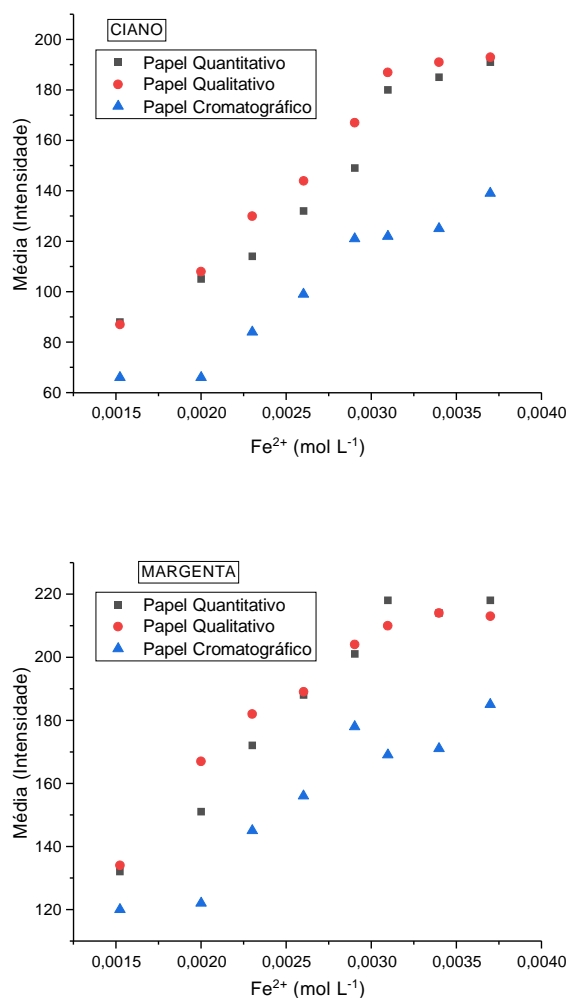 CIANO
Papel Quantitativo
Papel Qualitativo
Papel Cromatográfico
Média (Intensidade)
200
180
160
140
120
100
80
60
0,0015 0,0020 0,0025 0,0030 0,0035 0,0040
Fe²⁺ (mol L⁻¹)
MARGENTA
Papel Quantitativo
Papel Qualitativo
Papel Cromatográfico
Média (Intensidade)
220
200
180
160
140
120
0,0015 0,0020 0,0025 0,0030 0,0035 0,0040
Fe²⁺ (mol L⁻¹)